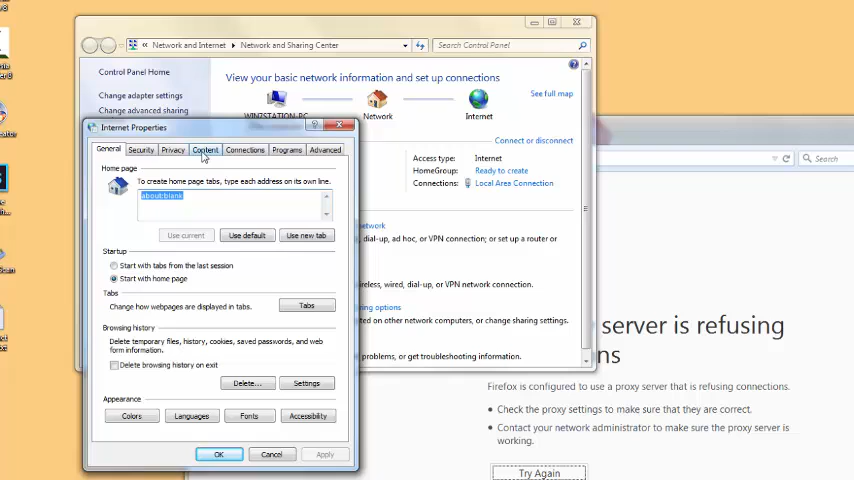 Network and Internet
Network and Sharing Center
Search Control Panel
Control Panel Home
Change adapter settings
Change advanced sharing
View your basic network information and set up connections
See full map
WIN7STATION-PC
Network
Internet
Connect or disconnect
Access type: Internet
HomeGroup: Ready to create
Connections: Local Area Connection
network
, dial-up, ad hoc, or VPN connection; or set up a router or
ireless, wired, dial-up, or VPN network connection.
ring options
ted on other network computers, or change sharing settings.
problems, or get troubleshooting information.
Internet Properties
General Security Privacy Content Connections Programs Advanced
Home page
To create home page tabs, type each address on its own line.
about:blank
Use current Use default Use new tab
Startup
Start with tabs from the last session
Start with home page
Tabs
Change how webpages are displayed in tabs.
Tabs
Browsing history
Delete temporary files, history, cookies, saved passwords, and web
form information.
Delete browsing history on exit
Delete... Settings
Appearance
Colors Languages Fonts Accessibility
OK Cancel Apply
Search
server is refusing
ns
Firefox is configured to use a proxy server that is refusing connections.
• Check the proxy settings to make sure that they are correct.
• Contact your network administrator to make sure the proxy server is
working.
Try Again